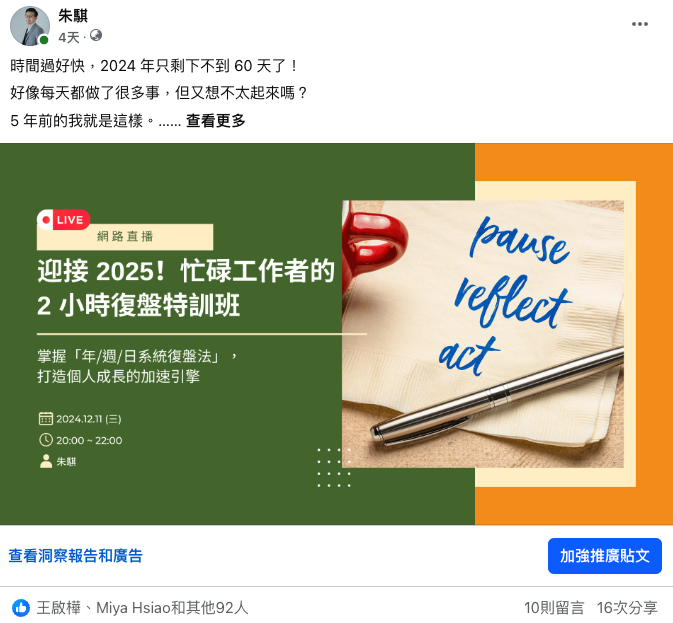 朱騏
4天 ·
時間過好快，2024 年只剩下不到 60 天了！
好像每天都做了很多事，但又想不太起來嗎？
5 年前的我就是這樣。…… 查看更多
LIVE
網路直播
迎接 2025！忙碌工作者的
2 小時復盤特訓班
掌握「年/週/日系統復盤法」，
打造個人成長的加速引擎
2024.12.11 (三)
20:00 ~ 22:00
朱騏
pause
reflect
act
查看洞察報告和廣告
加強推廣貼文
王啟樺、Miya Hsiao和其他92人
10則留言 16次分享